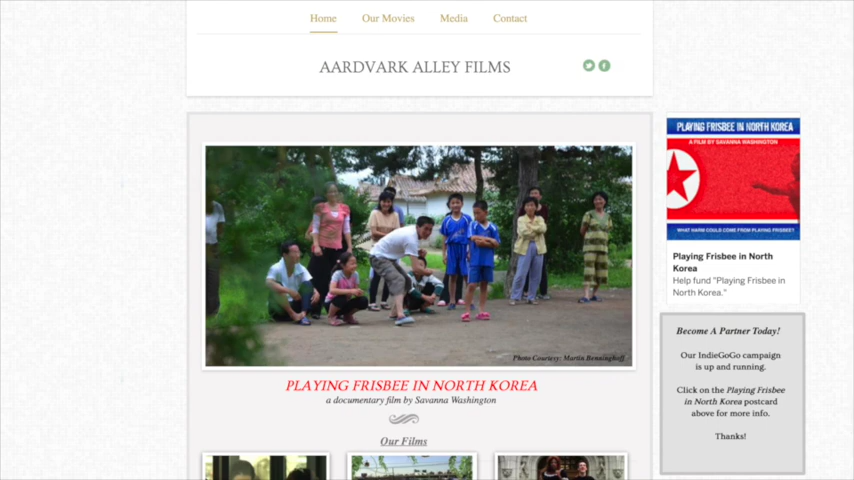 Home Our Movies Media Contact
AARDVARK ALLEY FILMS
PLAYING FRISBEE IN NORTH KOREA
A FILM BY SAVANNA WASHINGTON
WHAT HARM COULD COME FROM PLAYING FRISBEE?
Playing Frisbee in North
Korea
Help fund "Playing Frisbee in
North Korea."
Photo Courtesy: Martin Benninghoff
PLAYING FRISBEE IN NORTH KOREA
a documentary film by Savanna Washington
Our Films
Become A Partner Today!
Our IndieGoGo campaign
is up and running.
Click on the Playing Frisbee
in North Korea postcard
above for more info.
Thanks!